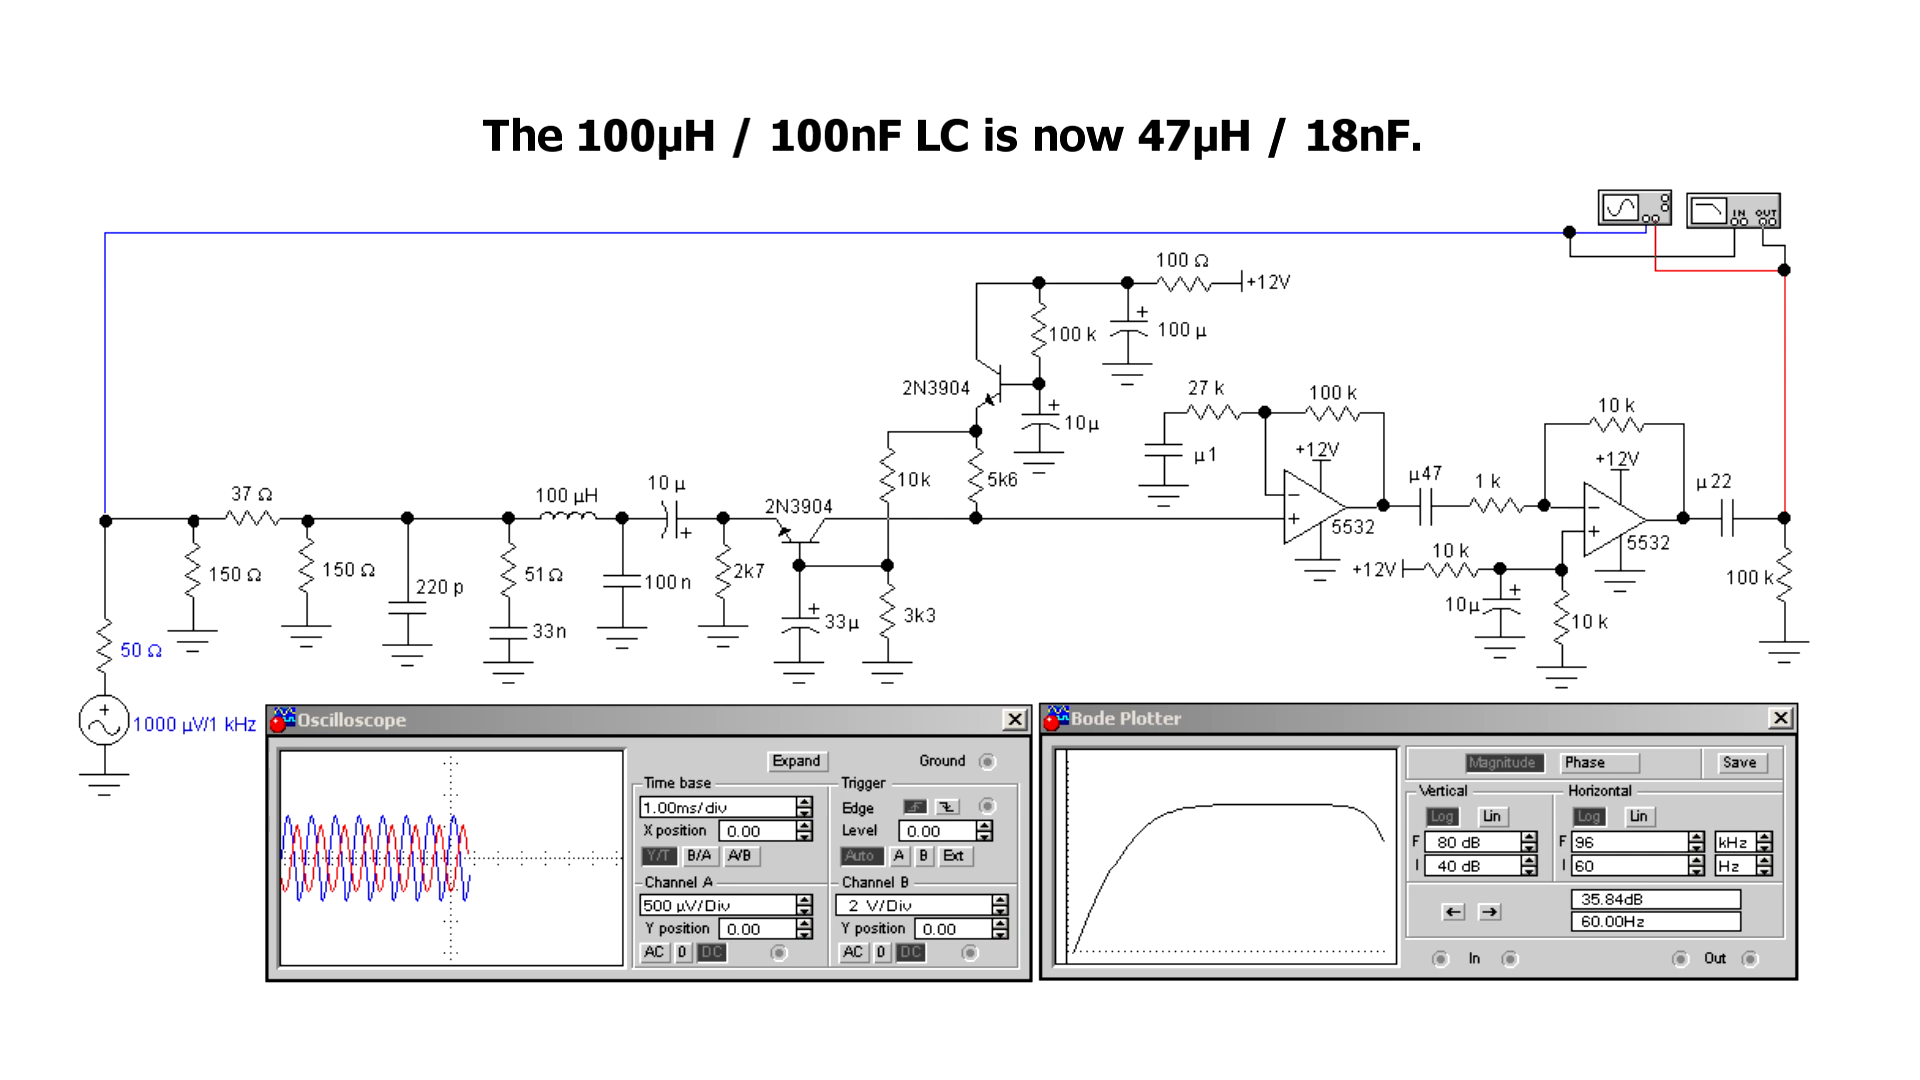 The 100µH / 100nF LC is now 47µH / 18nF.
IN OUT
100 Ω
+12V
100 k
100 µ
2N3904
10µ
27 k
100 k
10 k
+12V
+12V
µ1
10k
5k6
µ47
1 k
µ22
37 Ω
100 µH
10 µ
2N3904
5532
5532
150 Ω
150 Ω
220 p
51Ω
33n
100 n
2k7
33µ
3k3
+12V
10 k
10µ
10 k
100 k
50 Ω
1000 µV/1 kHz
Oscilloscope
Expand
Ground
Time base
Trigger
1.00ms/div
Edge
X position 0.00
Level 0.00
Y/T B/A A/B
Auto A B Ext
Channel A
Channel B
500 µV/Div
2 V/Div
Y position 0.00
Y position 0.00
AC 0 DC
AC 0 DC
Bode Plotter
Magnitude Phase Save
Vertical
Horizontal
Log Lin
Log Lin
F 80 dB
F 96 kHz
I 40 dB
I 60 Hz
35.84dB
60.00Hz
In
Out